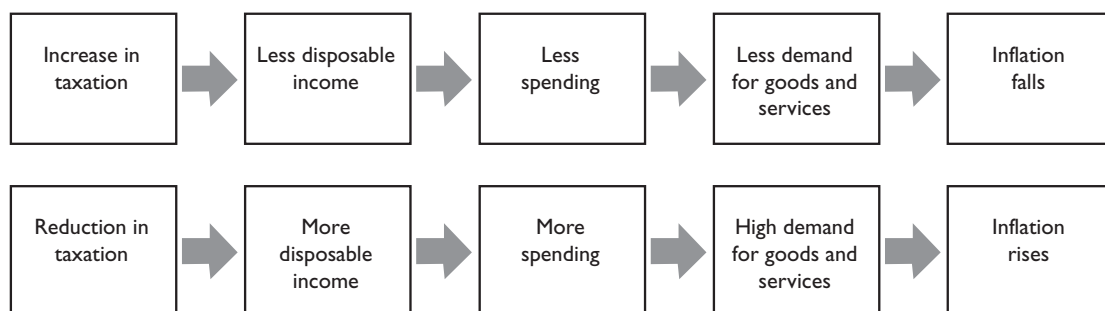 Increase in
taxation
Less disposable
income
Less
spending
Less demand
for goods and
services
Inflation
falls
Reduction in
taxation
More
disposable
income
More
spending
High demand
for goods and
services
Inflation
rises